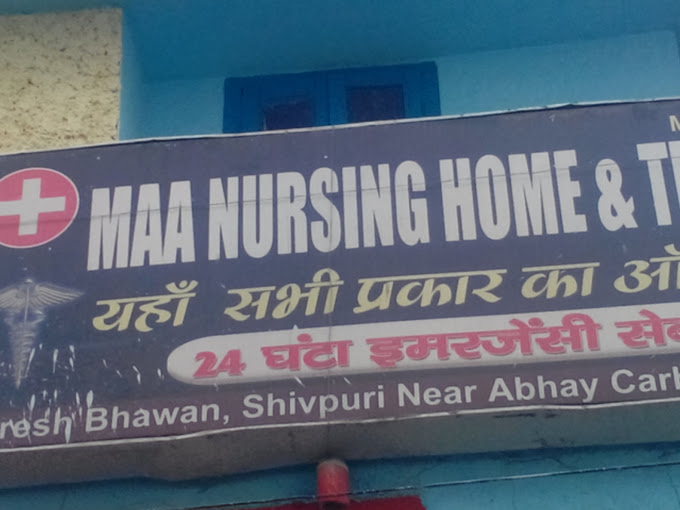 MAA NURSING HOME &
यहाँ सभी प्रकार का
24 घंटा इमरजेंसी
Bhawan, Shivpuri Near Abhay